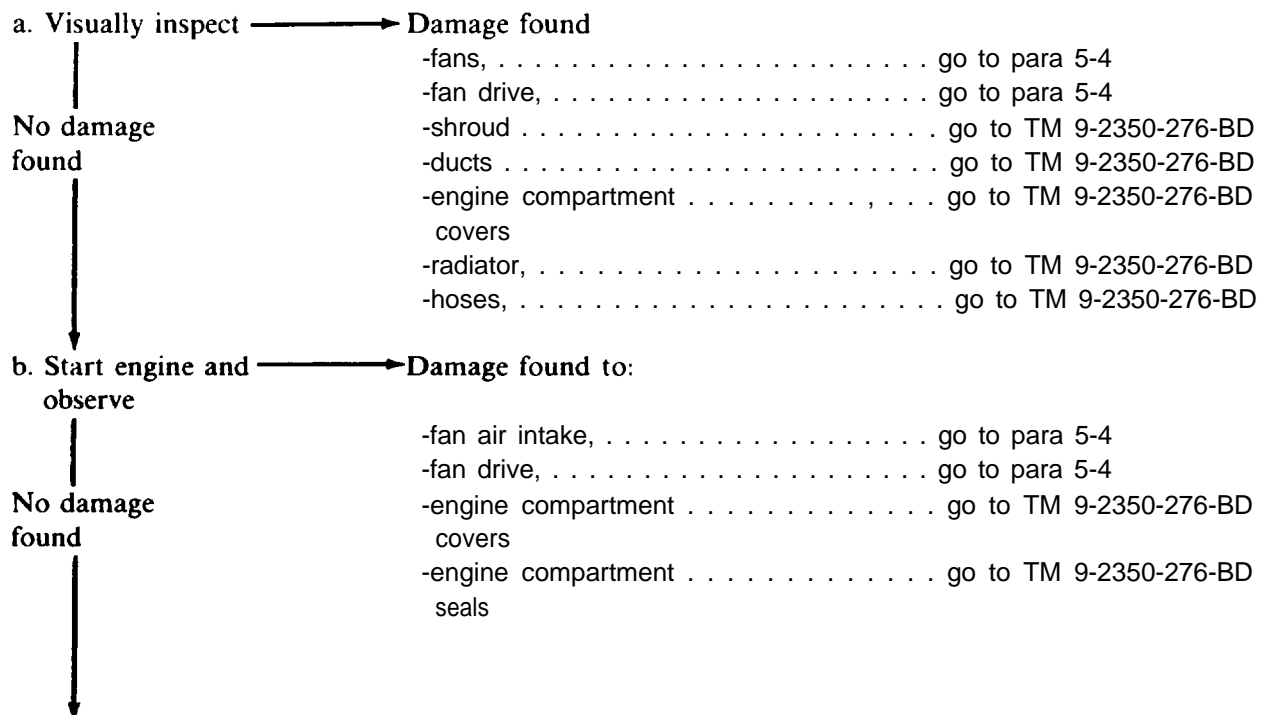 a. Visually inspect Damage found
-fans, . . . . . . . . . . . . . . . . . . . . . . . . go to para 5-4
-fan drive, . . . . . . . . . . . . . . . . . . . . . go to para 5-4
No damage -shroud . . . . . . . . . . . . . . . . . . . . . . . go to TM 9-2350-276-BD
found -ducts . . . . . . . . . . . . . . . . . . . . . . . . go to TM 9-2350-276-BD
-engine compartment . . . . . . . . . . , . . . go to TM 9-2350-276-BD
covers
-radiator, . . . . . . . . . . . . . . . . . . . . . . go to TM 9-2350-276-BD
-hoses, . . . . . . . . . . . . . . . . . . . . . . . . go to TM 9-2350-276-BD
b. Start engine and Damage found to:
observe
-fan air intake, . . . . . . . . . . . . . . . . . . . go to para 5-4
-fan drive, . . . . . . . . . . . . . . . . . . . . . go to para 5-4
No damage -engine compartment . . . . . . . . . . . . . . go to TM 9-2350-276-BD
found covers
-engine compartment . . . . . . . . . . . . . . go to TM 9-2350-276-BD
seals